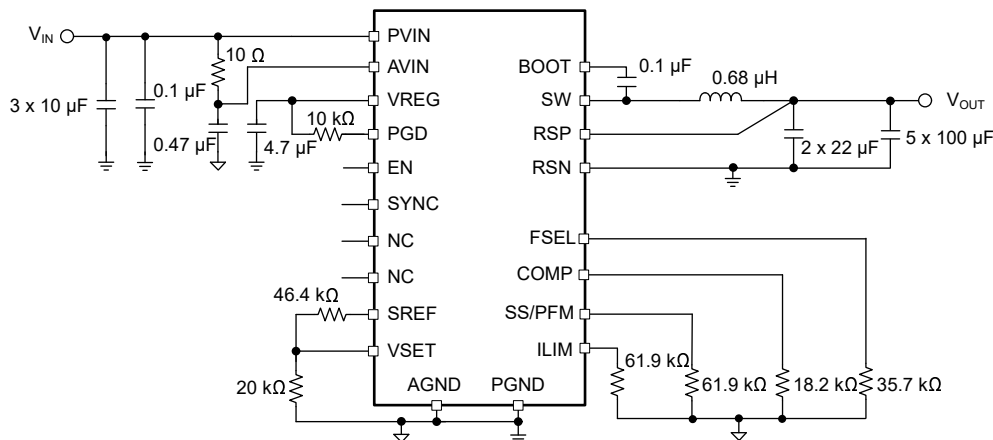 V_IN
PVIN
10 Ω
AVIN
BOOT
0.1 µF
0.68 µH
3 x 10 µF
0.1 µF
VREG
SW
V_OUT
10 kΩ
PGD
RSP
0.47 µF
4.7 µF
2 x 22 µF
5 x 100 µF
EN
RSN
SYNC
NC
FSEL
NC
COMP
46.4 kΩ
SREF
SS/PFM
VSET
ILIM
61.9 kΩ
20 kΩ
AGND
PGND
61.9 kΩ
18.2 kΩ
35.7 kΩ